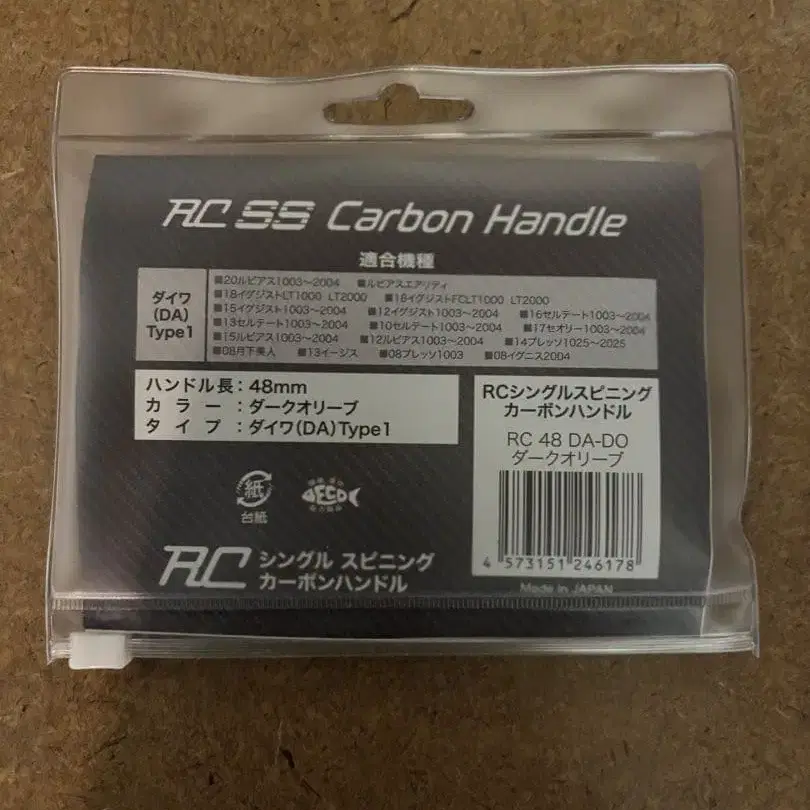 RC SS Carbon Handle
適合機種
ダイワ
(DA)
Type1
■20ルビアス1003～2004 ■ルビアスエアリティ
■18イグジストLT1000 LT2000 ■18イグジストFCLT1000 LT2000
■15イグジスト1003～2004 ■12イグジスト1003～2004 ■16セルテート1003～2004
■13セルテート1003～2004 ■10セルテート1003～2004 ■17セオリー1003～2004
■15ルビアス1003～2004 ■12ルビアス1003～2004 ■14プレッソ1025～2025
■08月下美人 ■13イージス ■08プレッソ1003 ■08イグニス2004
ハンドル長：48mm
カラー：ダークオリーブ
タイプ：ダイワ(DA)Type1
RCシングルスピニング
カーボンハンドル
RC 48 DA-DO
ダークオリーブ
4 573151 246178
Made in JAPAN
紙
台紙
ECO
RC シングル スピニング
カーボンハンドル